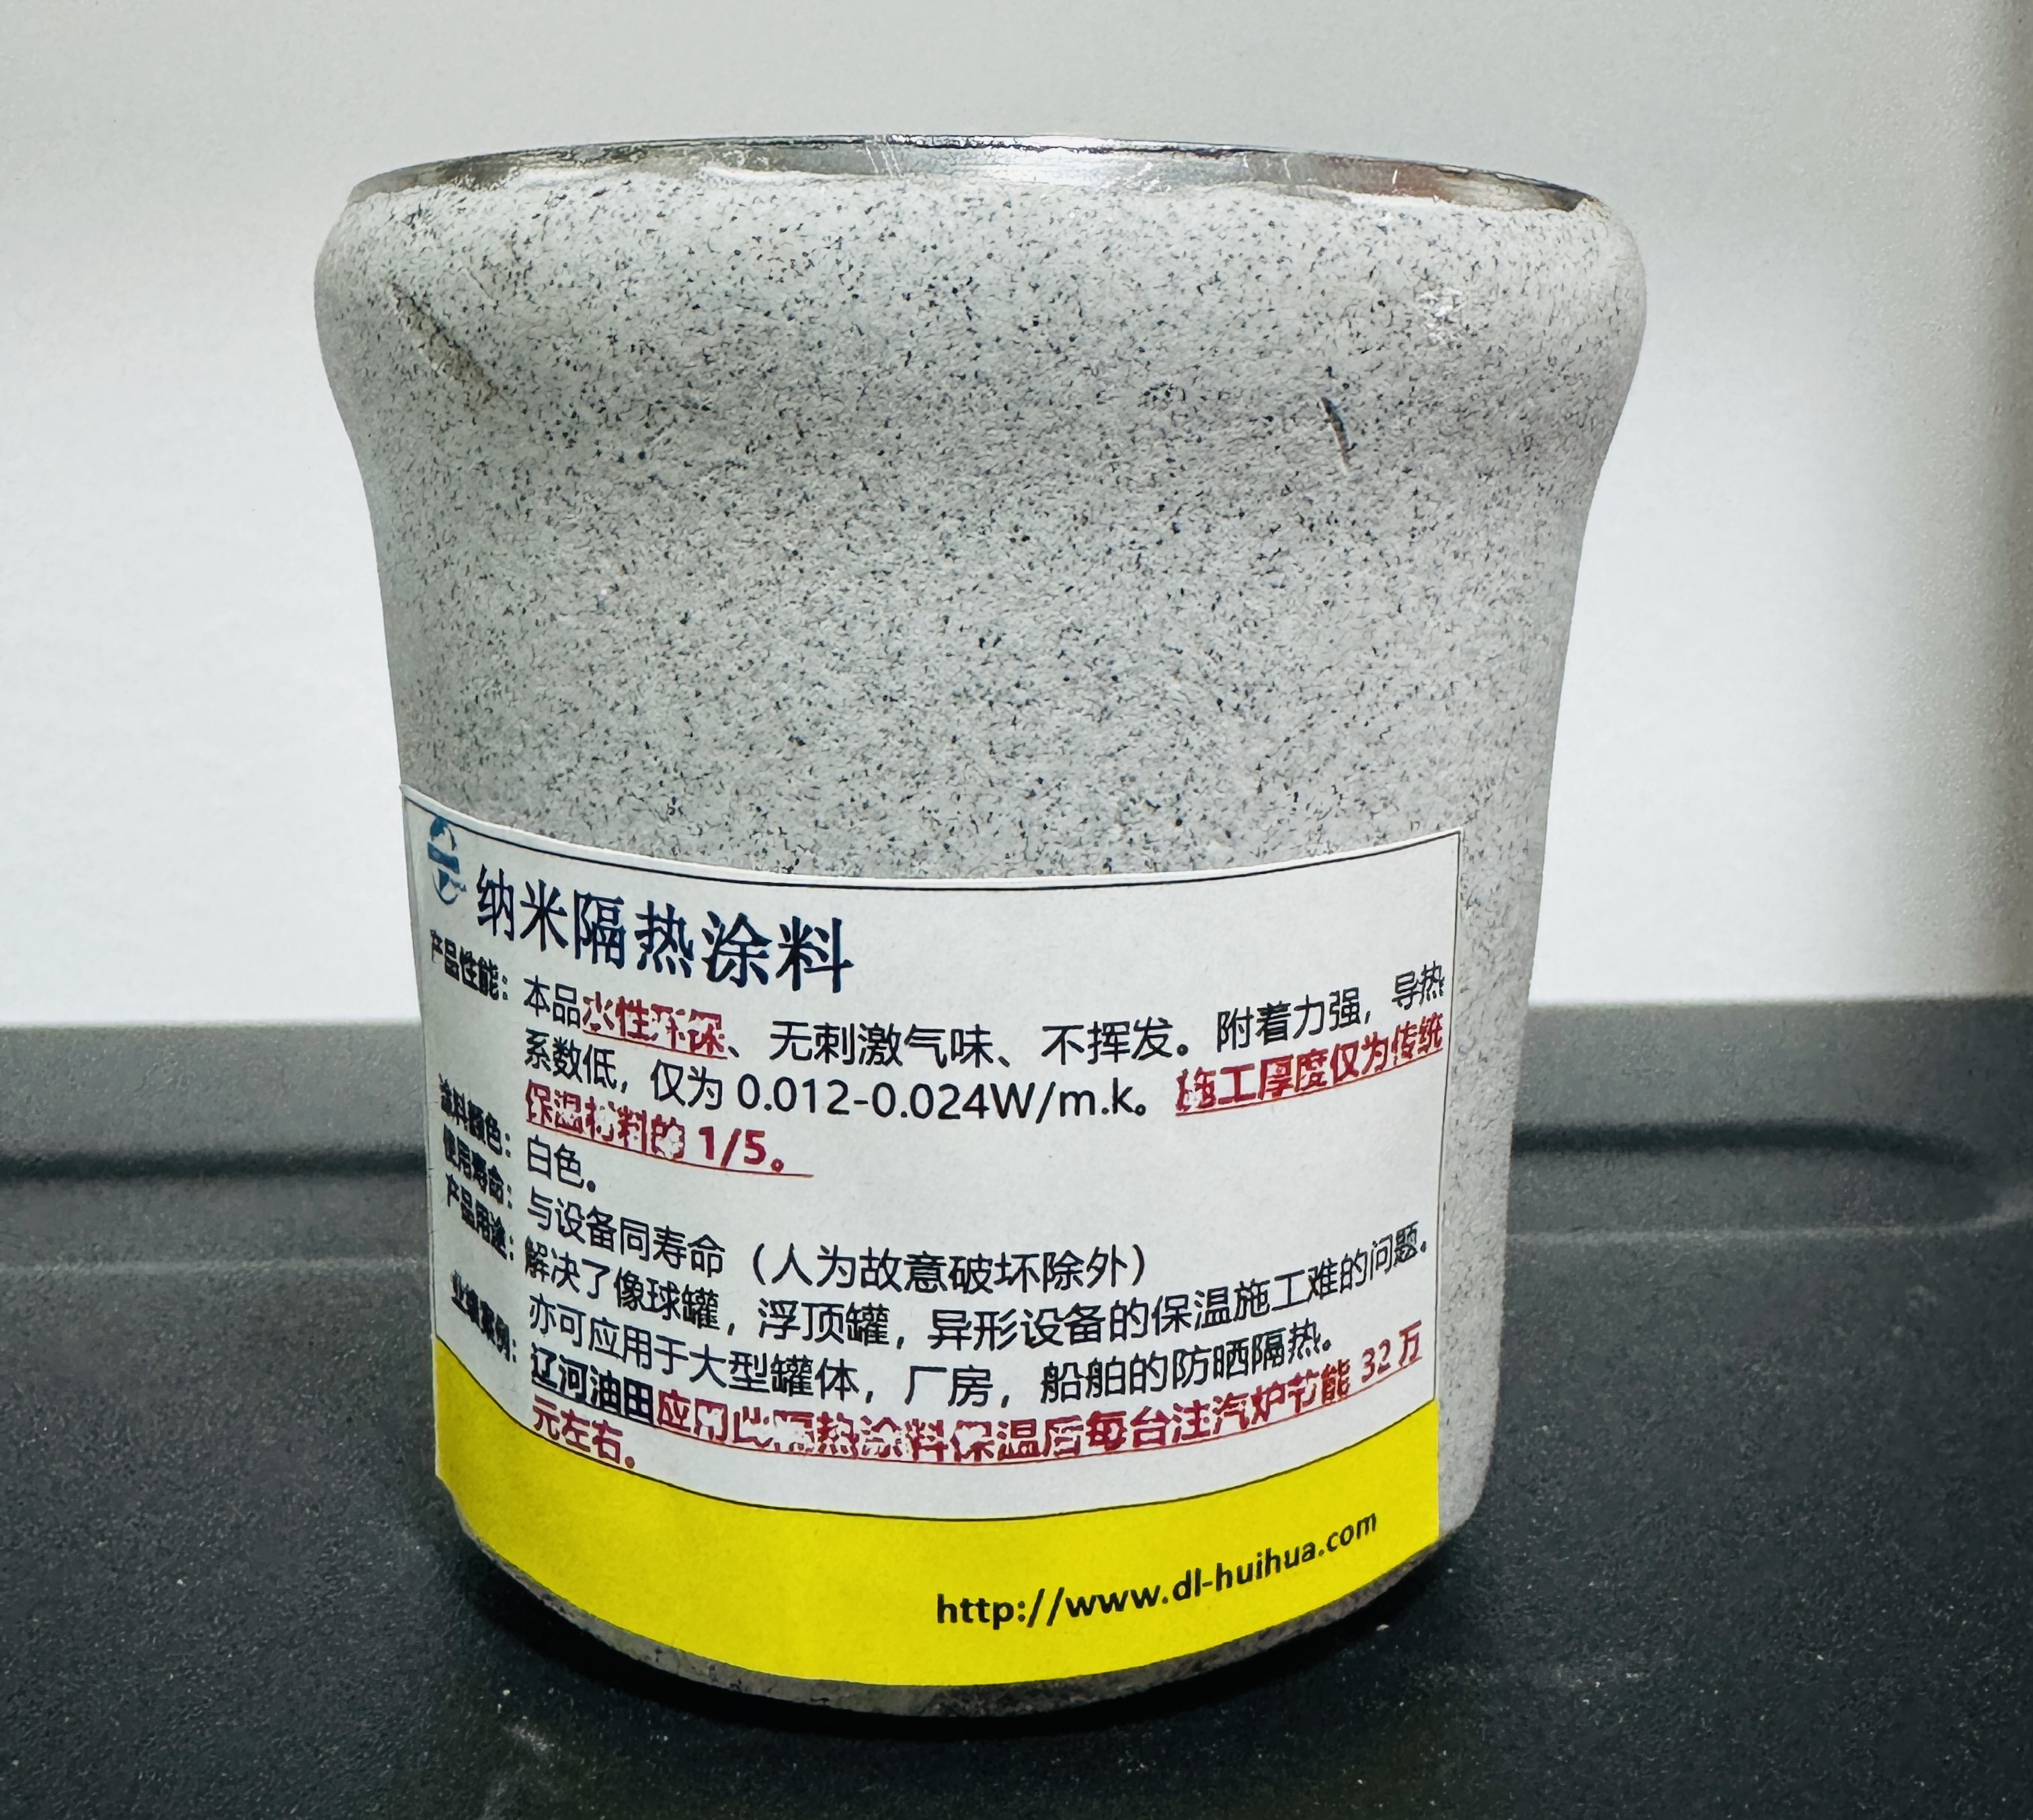 纳米隔热涂料
产品性能：本品水性环保、无刺激气味、不挥发。附着力强，导热
系数低，仅为 0.012-0.024W/m.k。施工厚度仅为传统
保温材料的 1/5。
涂料颜色：白色。
使用寿命：与设备同寿命（人为故意破坏除外）
产品用途：解决了像球罐，浮顶罐，异形设备的保温施工难的问题。
亦可应用于大型罐体，厂房，船舶的防晒隔热。
业绩案例：辽河油田应用此隔热涂料保温后每台注汽炉节能 32 万
元左右。
http://www.dl-huihua.com